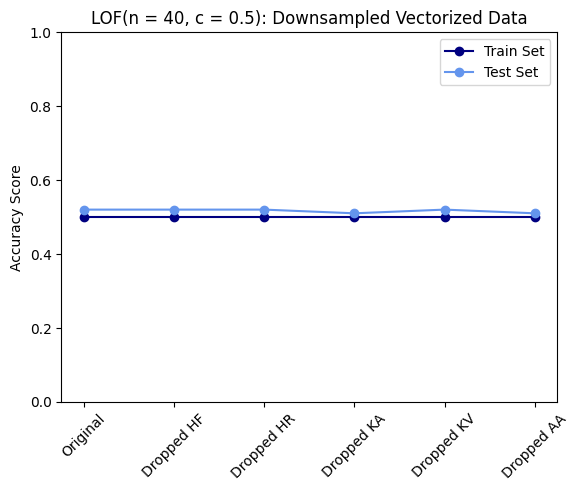 LOF(n = 40, c = 0.5): Downsampled Vectorized Data
Train Set
Test Set
Accuracy Score
1.0
0.8
0.6
0.4
0.2
0.0
Original
Dropped HF
Dropped HR
Dropped KA
Dropped KV
Dropped AA